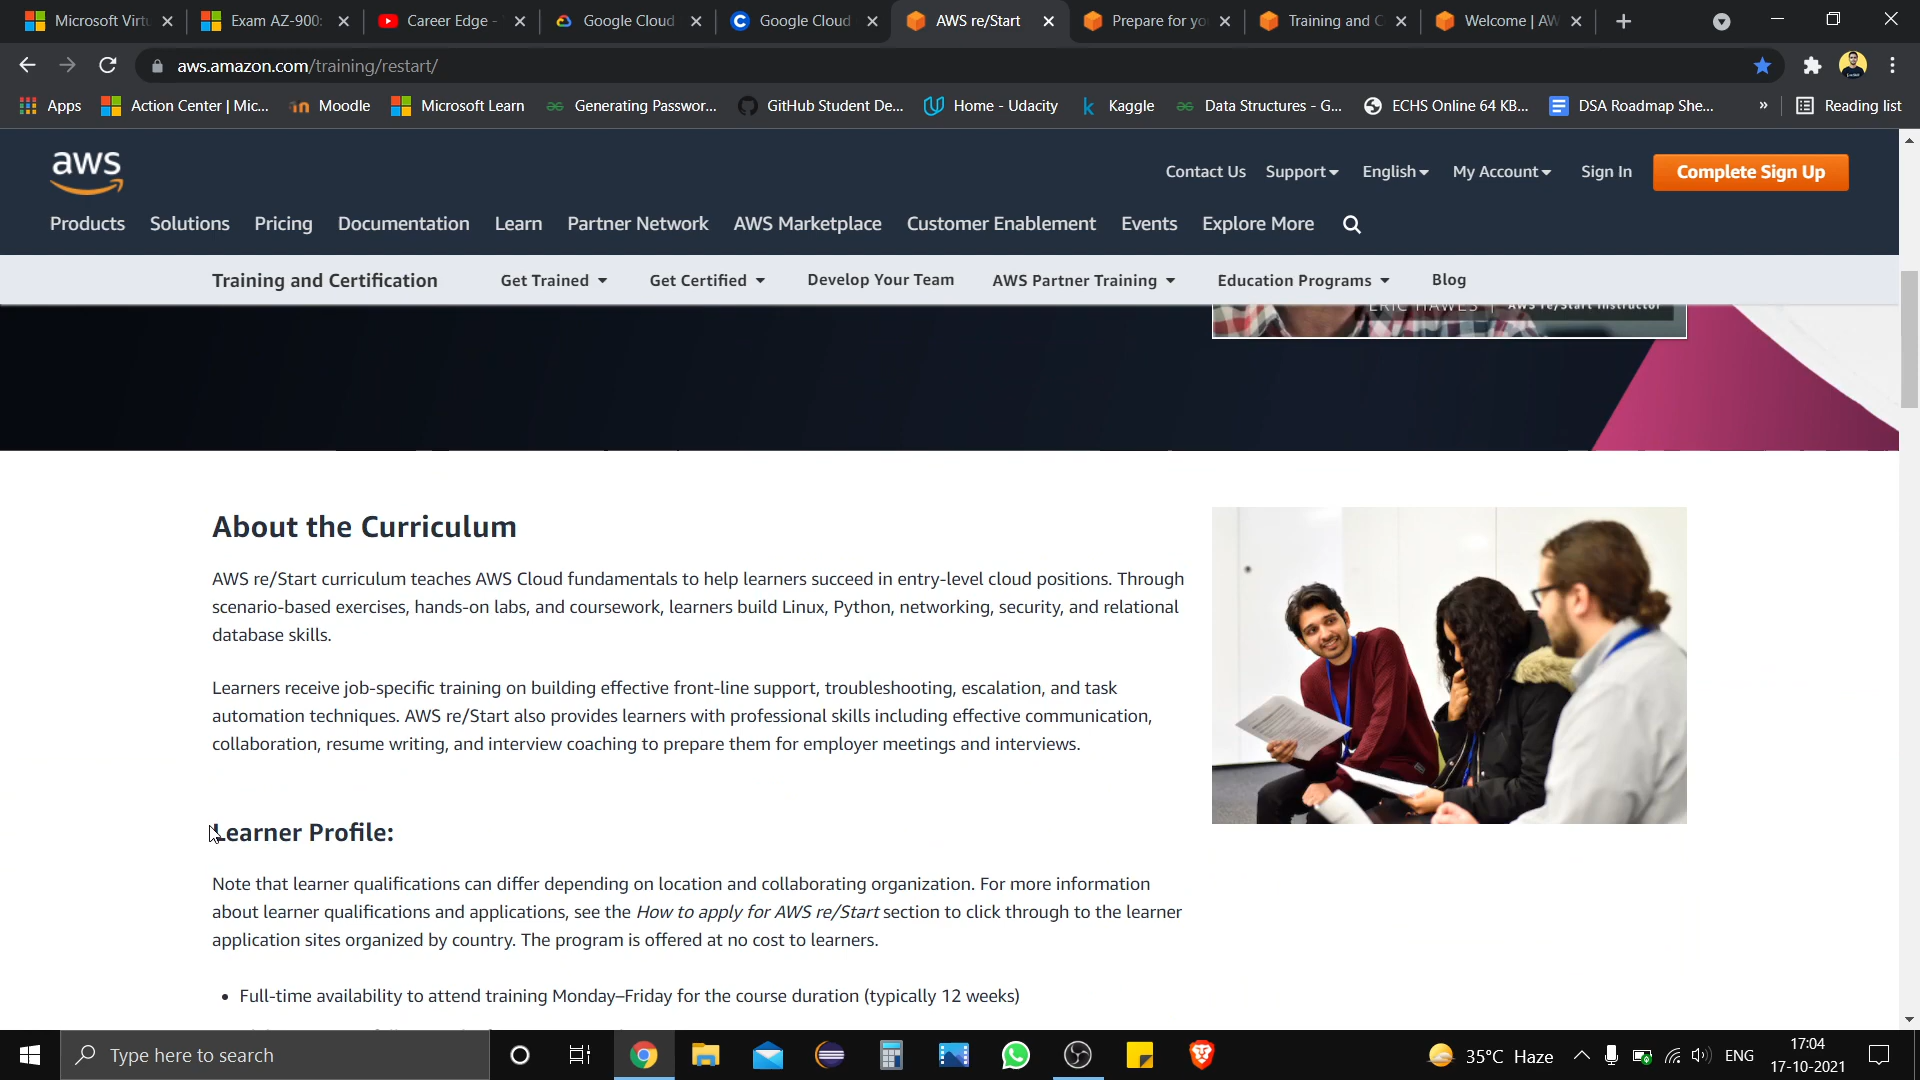 Microsoft Virtu
Exam AZ-900:
Career Edge -
Google Cloud
Google Cloud
AWS re/Start
Prepare for yo
Training and C
Welcome | AW
aws.amazon.com/training/restart/
Apps
Action Center | Mic...
Moodle
Microsoft Learn
Generating Passwor...
GitHub Student De...
Home - Udacity
Kaggle
Data Structures - G...
ECHS Online 64 KB...
DSA Roadmap She...
»
Reading list
aws
Contact Us
Support
English
My Account
Sign In
Complete Sign Up
Products
Solutions
Pricing
Documentation
Learn
Partner Network
AWS Marketplace
Customer Enablement
Events
Explore More
Training and Certification
Get Trained
Get Certified
Develop Your Team
AWS Partner Training
Education Programs
Blog
ERIC HAWES | AWS re/Start Instructor
About the Curriculum
AWS re/Start curriculum teaches AWS Cloud fundamentals to help learners succeed in entry-level cloud positions. Through
scenario-based exercises, hands-on labs, and coursework, learners build Linux, Python, networking, security, and relational
database skills.
Learners receive job-specific training on building effective front-line support, troubleshooting, escalation, and task
automation techniques. AWS re/Start also provides learners with professional skills including effective communication,
collaboration, resume writing, and interview coaching to prepare them for employer meetings and interviews.
Learner Profile:
Note that learner qualifications can differ depending on location and collaborating organization. For more information
about learner qualifications and applications, see the How to apply for AWS re/Start section to click through to the learner
application sites organized by country. The program is offered at no cost to learners.
• Full-time availability to attend training Monday–Friday for the course duration (typically 12 weeks)
Type here to search
35°C Haze
ENG
17:04
17-10-2021